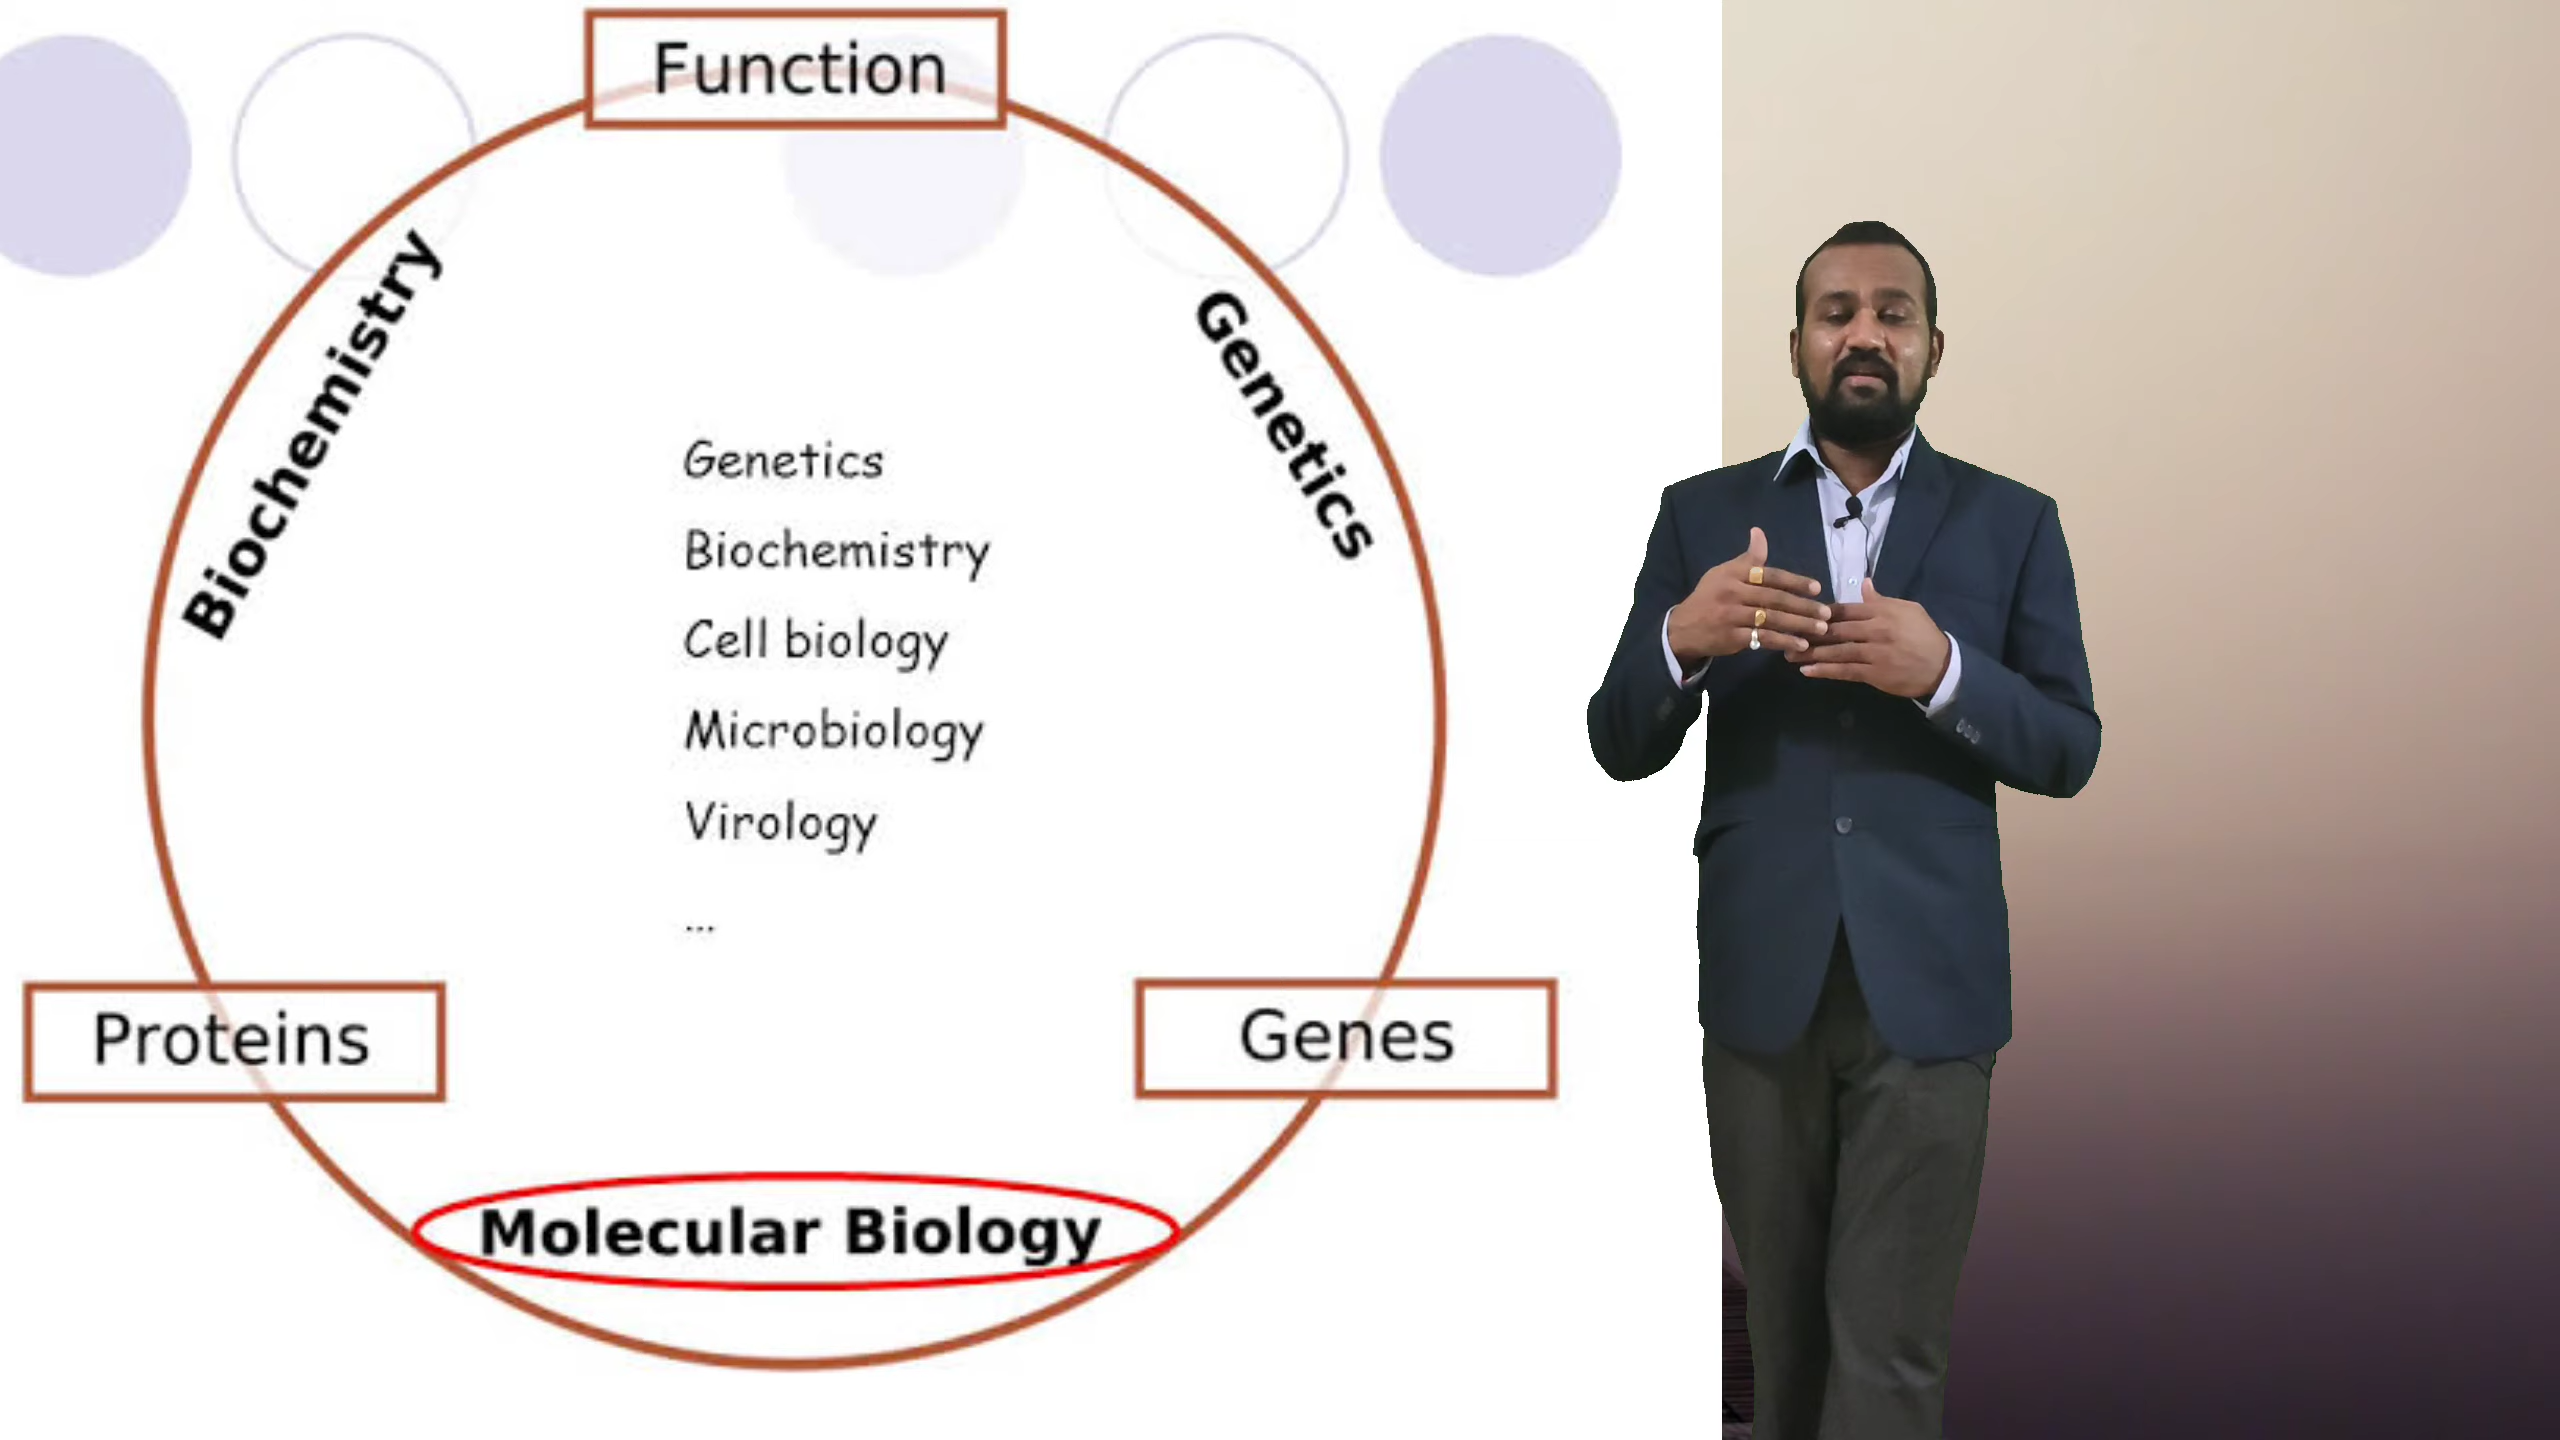 Function
Biochemistry
Genetics
Genetics
Biochemistry
Cell biology
Microbiology
Virology
...
Proteins
Genes
Molecular Biology